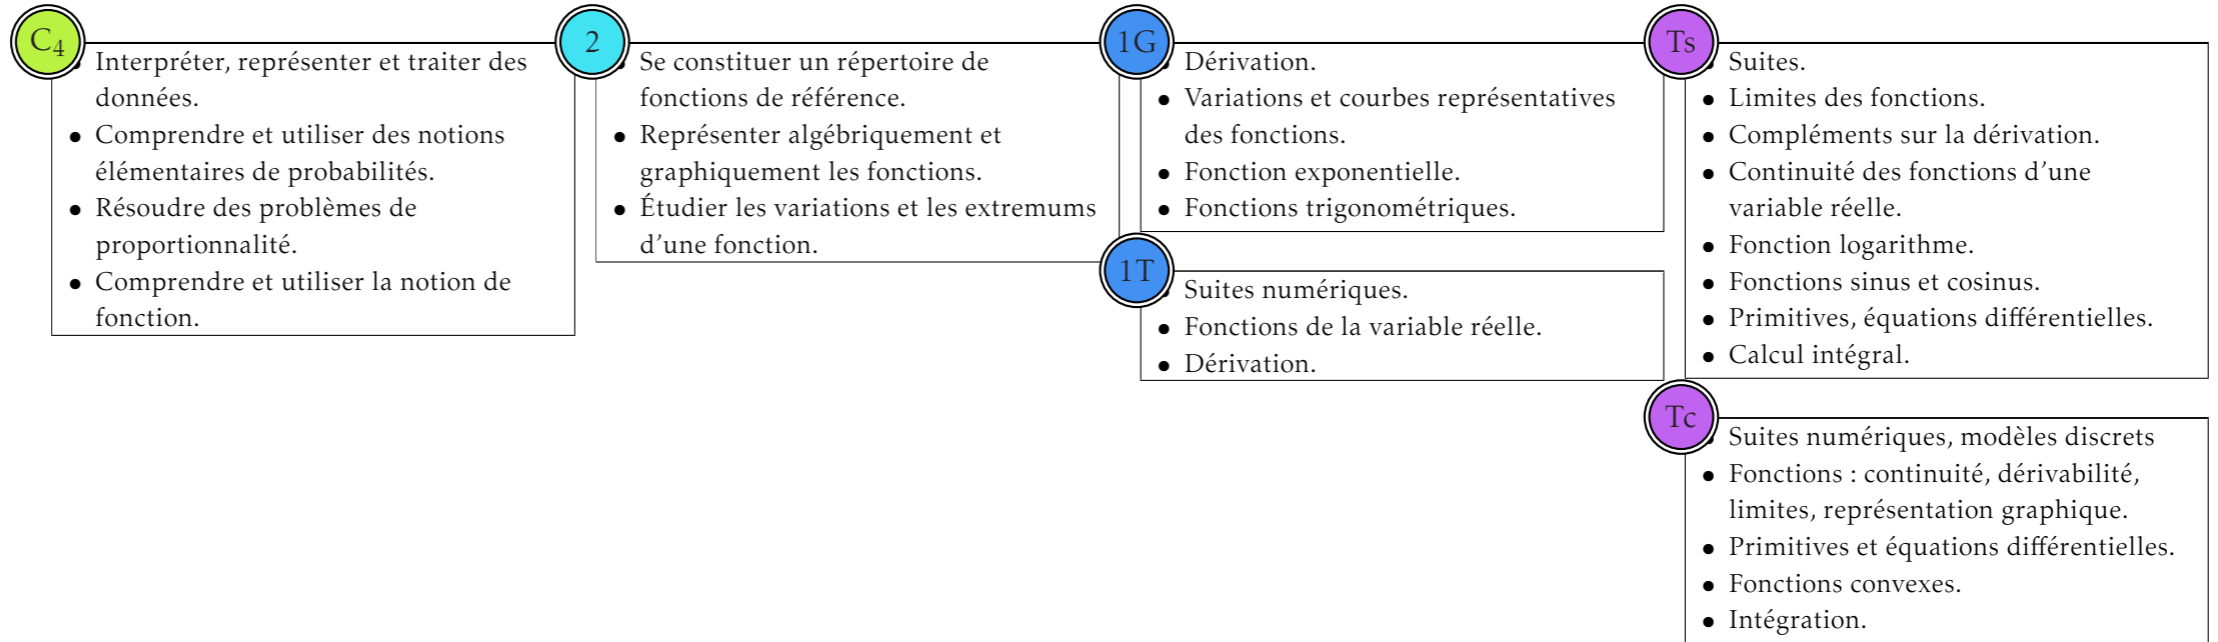 C4
Interpréter, représenter et traiter des
données.
• Comprendre et utiliser des notions
élémentaires de probabilités.
• Résoudre des problèmes de
proportionnalité.
• Comprendre et utiliser la notion de
fonction.
2
Se constituer un répertoire de
fonctions de référence.
• Représenter algébriquement et
graphiquement les fonctions.
• Étudier les variations et les extremums
d’une fonction.
1G
Dérivation.
• Variations et courbes représentatives
des fonctions.
• Fonction exponentielle.
• Fonctions trigonométriques.
1T
Suites numériques.
• Fonctions de la variable réelle.
• Dérivation.
Ts
Suites.
• Limites des fonctions.
• Compléments sur la dérivation.
• Continuité des fonctions d’une
variable réelle.
• Fonction logarithme.
• Fonctions sinus et cosinus.
• Primitives, équations différentielles.
• Calcul intégral.
Tc
Suites numériques, modèles discrets
• Fonctions : continuité, dérivabilité,
limites, représentation graphique.
• Primitives et équations différentielles.
• Fonctions convexes.
• Intégration.